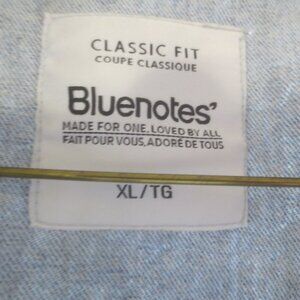 CLASSIC FIT
COUPE CLASSIQUE
Bluenotes'
MADE FOR ONE. LOVED BY ALL
FAIT POUR VOUS, ADORÉ DE TOUS
XL/TG